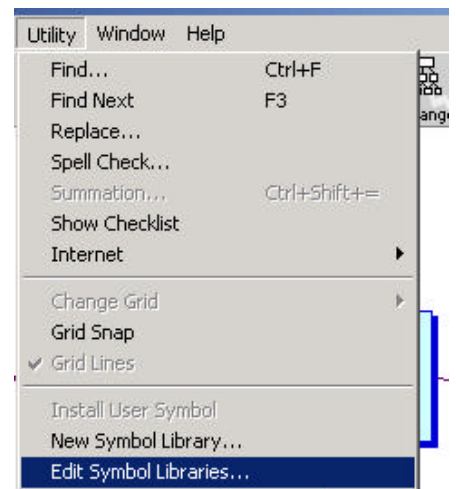 Utility Window Help
Find... Ctrl+F
Find Next F3
Replace...
Spell Check...
Summation... Ctrl+Shift+=
Show Checklist
Internet
Change Grid
Grid Snap
Grid Lines
Install User Symbol
New Symbol Library...
Edit Symbol Libraries...